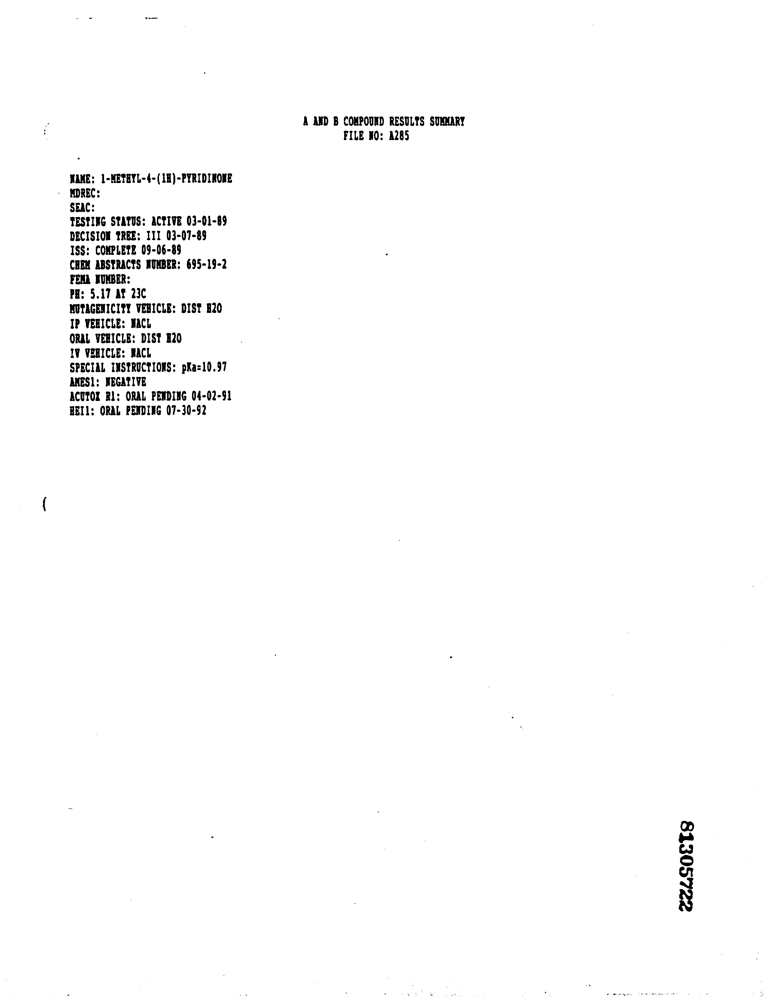 A AND B COMPOUND RESULTS SUMMARY
FILE NO: A285
NAME: 1-METHYL-4-(1H)-PYRIDINONE
MDREC:
SEAC:
TESTING STATUS: ACTIVE 03-01-89
DECISION TREE: III 03-07-89
ISS: COMPLETE 09-06-89
CHEM ABSTRACTS NUMBER: 695-19-2
FEMA NUMBER:
PH: 5.17 AT 23C
MUTAGENICITY VEHICLE: DIST H20
IP VEHICLE: NACL
ORAL VEHICLE: DIST H20
IV VEHICLE: NACL
SPECIAL INSTRUCTIONS: pKa=10.97
AMES1: NEGATIVE
ACUTOX R1: ORAL PENDING 04-02-91
HEI1: ORAL PENDING 07-30-92
81305722